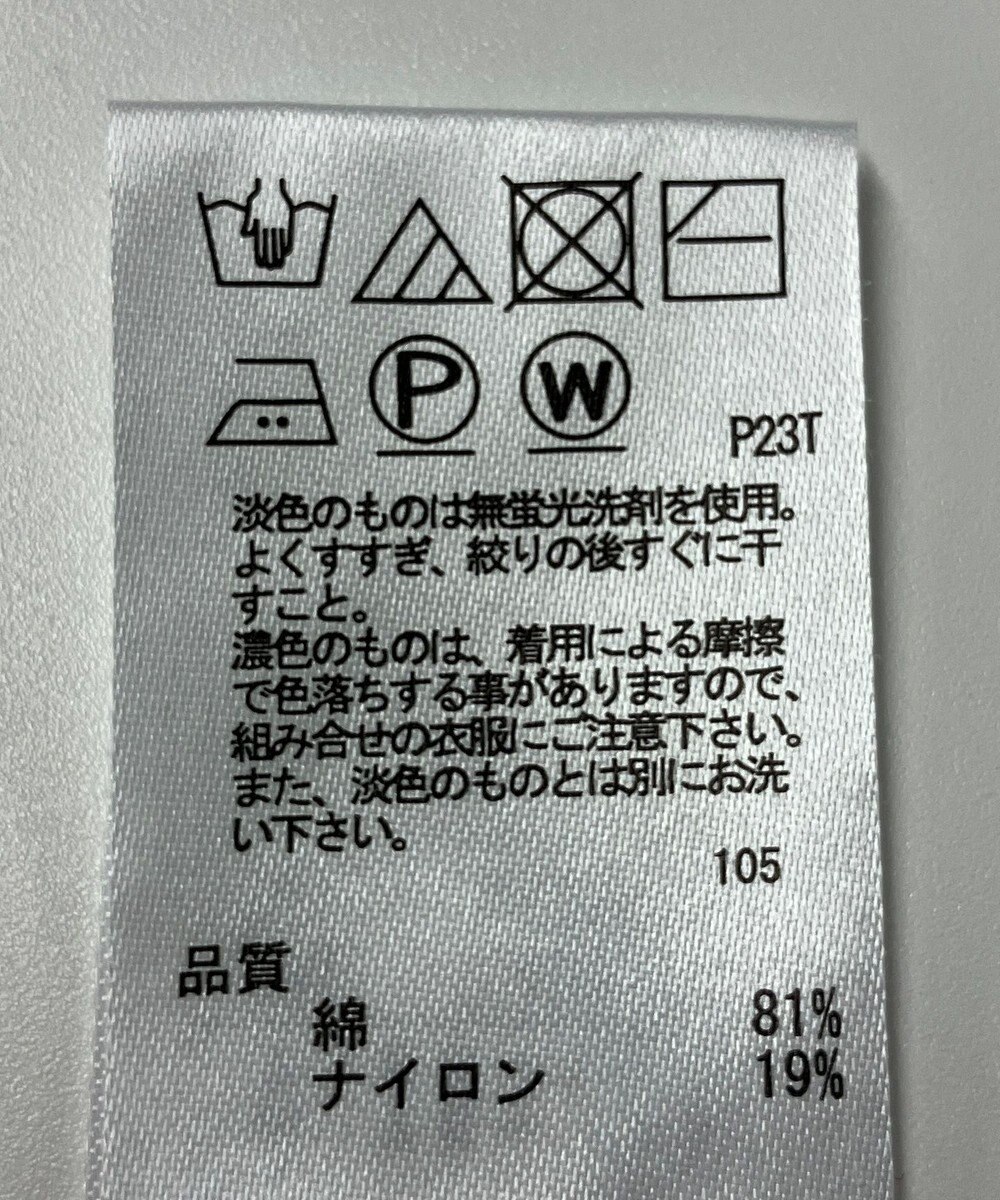 P W
P23T
淡色のものは無蛍光洗剤を使用。
よくすすぎ、絞りの後すぐに干
すこと。
濃色のものは、着用による摩擦
で色落ちする事がありますので、
組み合せの衣服にご注意下さい。
また、淡色のものとは別にお洗
い下さい。
105
品質
綿 81%
ナイロン 19%